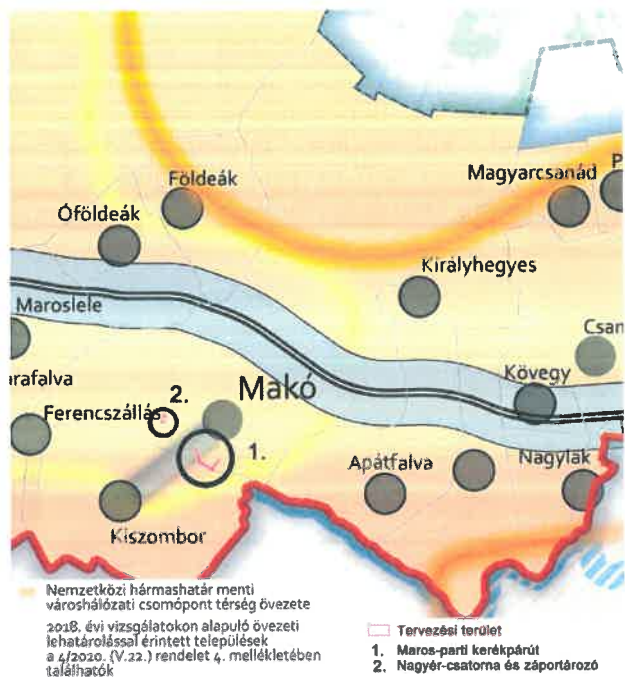 Földeák
Magyarcsanád
P
Óföldeák
Királyhegyes
Maroslele
Csan
arafalva
Makó
Kövegy
2.
Ferencszállás
1.
Apátfalva
Nagylak
Kiszombor
Nemzetközi hármashatár menti
városhálózati csomópont térség övezete
2018. évi vizsgálatokon alapuló övezeti
lehatárolással érintett települések
a 4/2020. (V.22.) rendelet 4. mellékletében
találhatók
Tervezési terület
1. Maros-parti kerékpárút
2. Nagyér-csatorna és záportározó